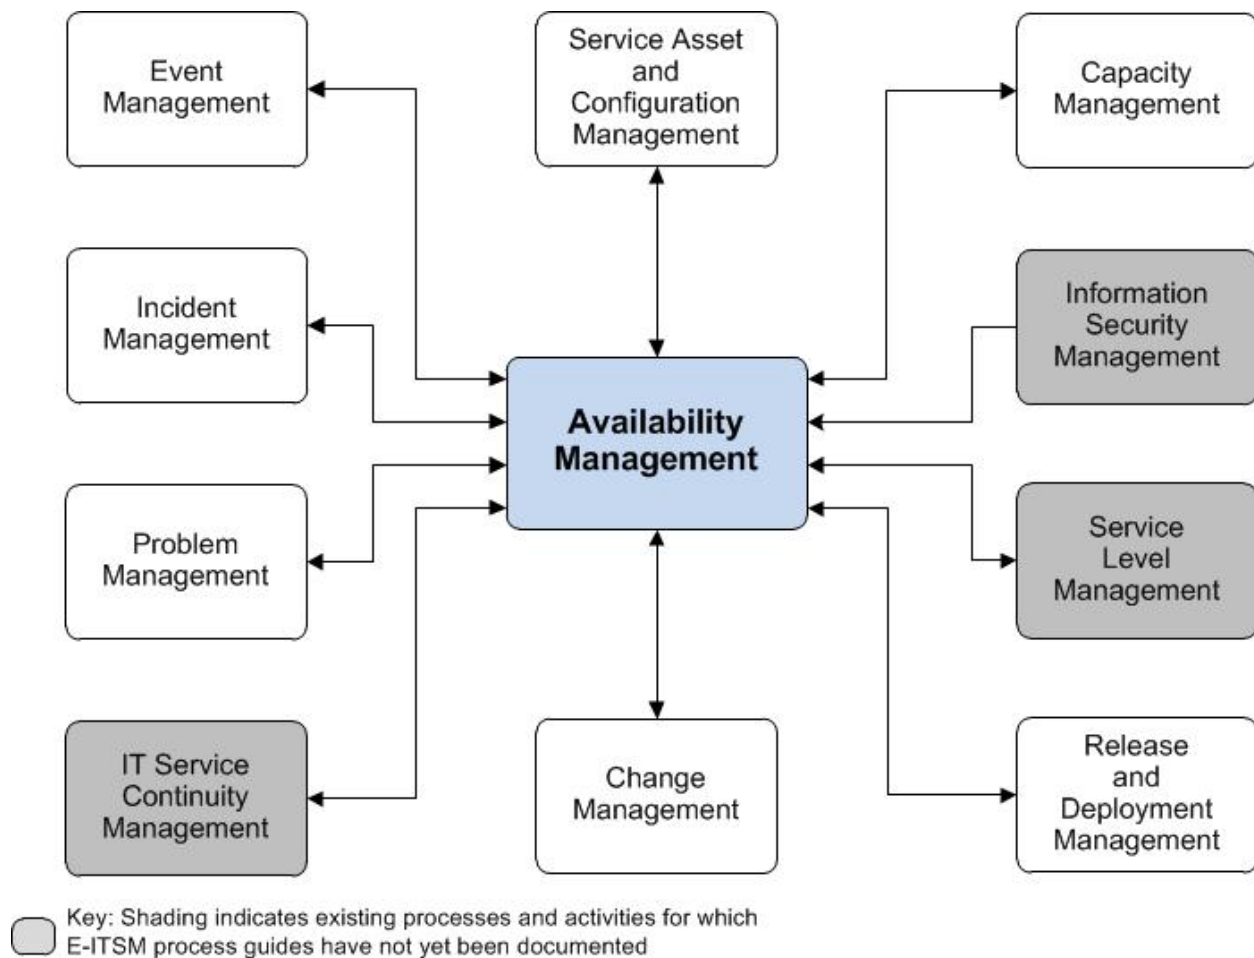 Event
Management
Service Asset
and
Configuration
Management
Capacity
Management
Incident
Management
Information
Security
Management
Availability
Management
Problem
Management
Service
Level
Management
IT Service
Continuity
Management
Change
Management
Release
and
Deployment
Management
Key: Shading indicates existing processes and activities for which
E-ITSM process guides have not yet been documented